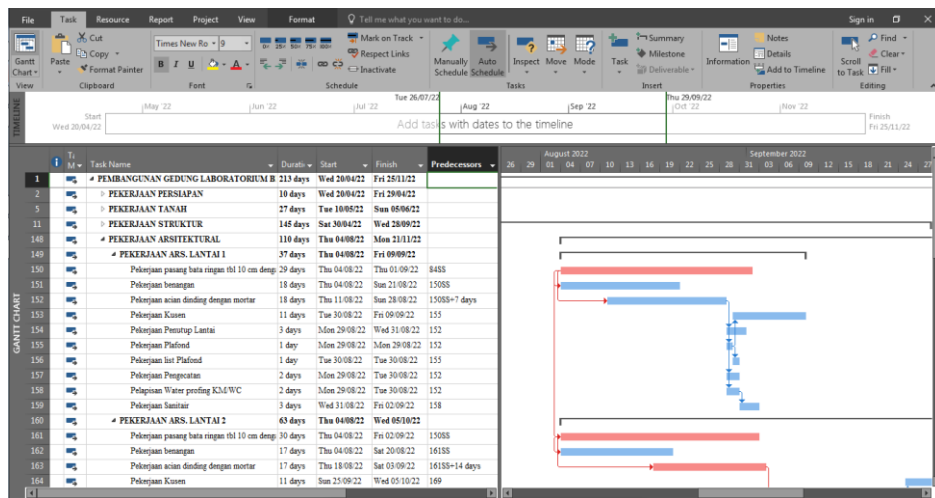 File Task Resource Report Project View Format Tell me what you want to do... Sign in
Gantt Chart Paste Cut Copy Format Painter Times New Ro 9 B I U A
0% 25% 50% 75% 100% Mark on Track Respect Links Inactivate
Manually Schedule Auto Schedule Inspect Move Mode Task Summary Milestone Deliverable Information Notes Details Add to Timeline Scroll to Task Find Clear Fill
View Clipboard Font Schedule Tasks Insert Properties Editing
TIMELINE
Tue 26/07/22 Thu 29/09/22
May '22 Jun '22 Jul '22 Aug '22 Sep '22 Oct '22 Nov '22
Start Wed 20/04/22 Add tasks with dates to the timeline Finish Fri 25/11/22
GANTT CHART
Task Name Durati Start Finish Predecessors August 2022 September 2022
26 29 01 04 07 10 13 16 19 22 25 28 31 03 06 09 12 15 18 21 24 27
1 PEMBANGUNAN GEDUNG LABORATORIUM B 213 days Wed 20/04/22 Fri 25/11/22
2 PEKERJAAN PERSIAPAN 10 days Wed 20/04/22 Fri 29/04/22
5 PEKERJAAN TANAH 27 days Tue 10/05/22 Sun 05/06/22
11 PEKERJAAN STRUKTUR 145 days Sat 30/04/22 Wed 28/09/22
148 PEKERJAAN ARSITEKTURAL 110 days Thu 04/08/22 Mon 21/11/22
149 PEKERJAAN ARS. LANTAI 1 37 days Thu 04/08/22 Fri 09/09/22
150 Pekerjaan pasang bata ringan tbl 10 cm deng 29 days Thu 04/08/22 Thu 01/09/22 84SS
151 Pekerjaan benangan 18 days Thu 04/08/22 Sun 21/08/22 150SS
152 Pekerjaan acian dinding dengan mortar 18 days Thu 11/08/22 Sun 28/08/22 150SS+7 days
153 Pekerjaan Kusen 11 days Tue 30/08/22 Fri 09/09/22 155
154 Pekerjaan Penutup Lantai 3 days Mon 29/08/22 Wed 31/08/22 152
155 Pekerjaan Plafond 1 day Mon 29/08/22 Mon 29/08/22 152
156 Pekerjaan list Plafond 1 day Tue 30/08/22 Tue 30/08/22 155
157 Pekerjaan Pengecatan 2 days Mon 29/08/22 Tue 30/08/22 152
158 Pelapisan Water profing KM/WC 2 days Mon 29/08/22 Tue 30/08/22 152
159 Pekerjaan Sanitair 3 days Wed 31/08/22 Fri 02/09/22 158
160 PEKERJAAN ARS. LANTAI 2 63 days Thu 04/08/22 Wed 05/10/22
161 Pekerjaan pasang bata ringan tbl 10 cm deng 30 days Thu 04/08/22 Fri 02/09/22 150SS
162 Pekerjaan benangan 17 days Thu 04/08/22 Sat 20/08/22 161SS
163 Pekerjaan acian dinding dengan mortar 17 days Thu 18/08/22 Sat 03/09/22 161SS+14 days
164 Pekerjaan Kusen 11 days Sun 25/09/22 Wed 05/10/22 169